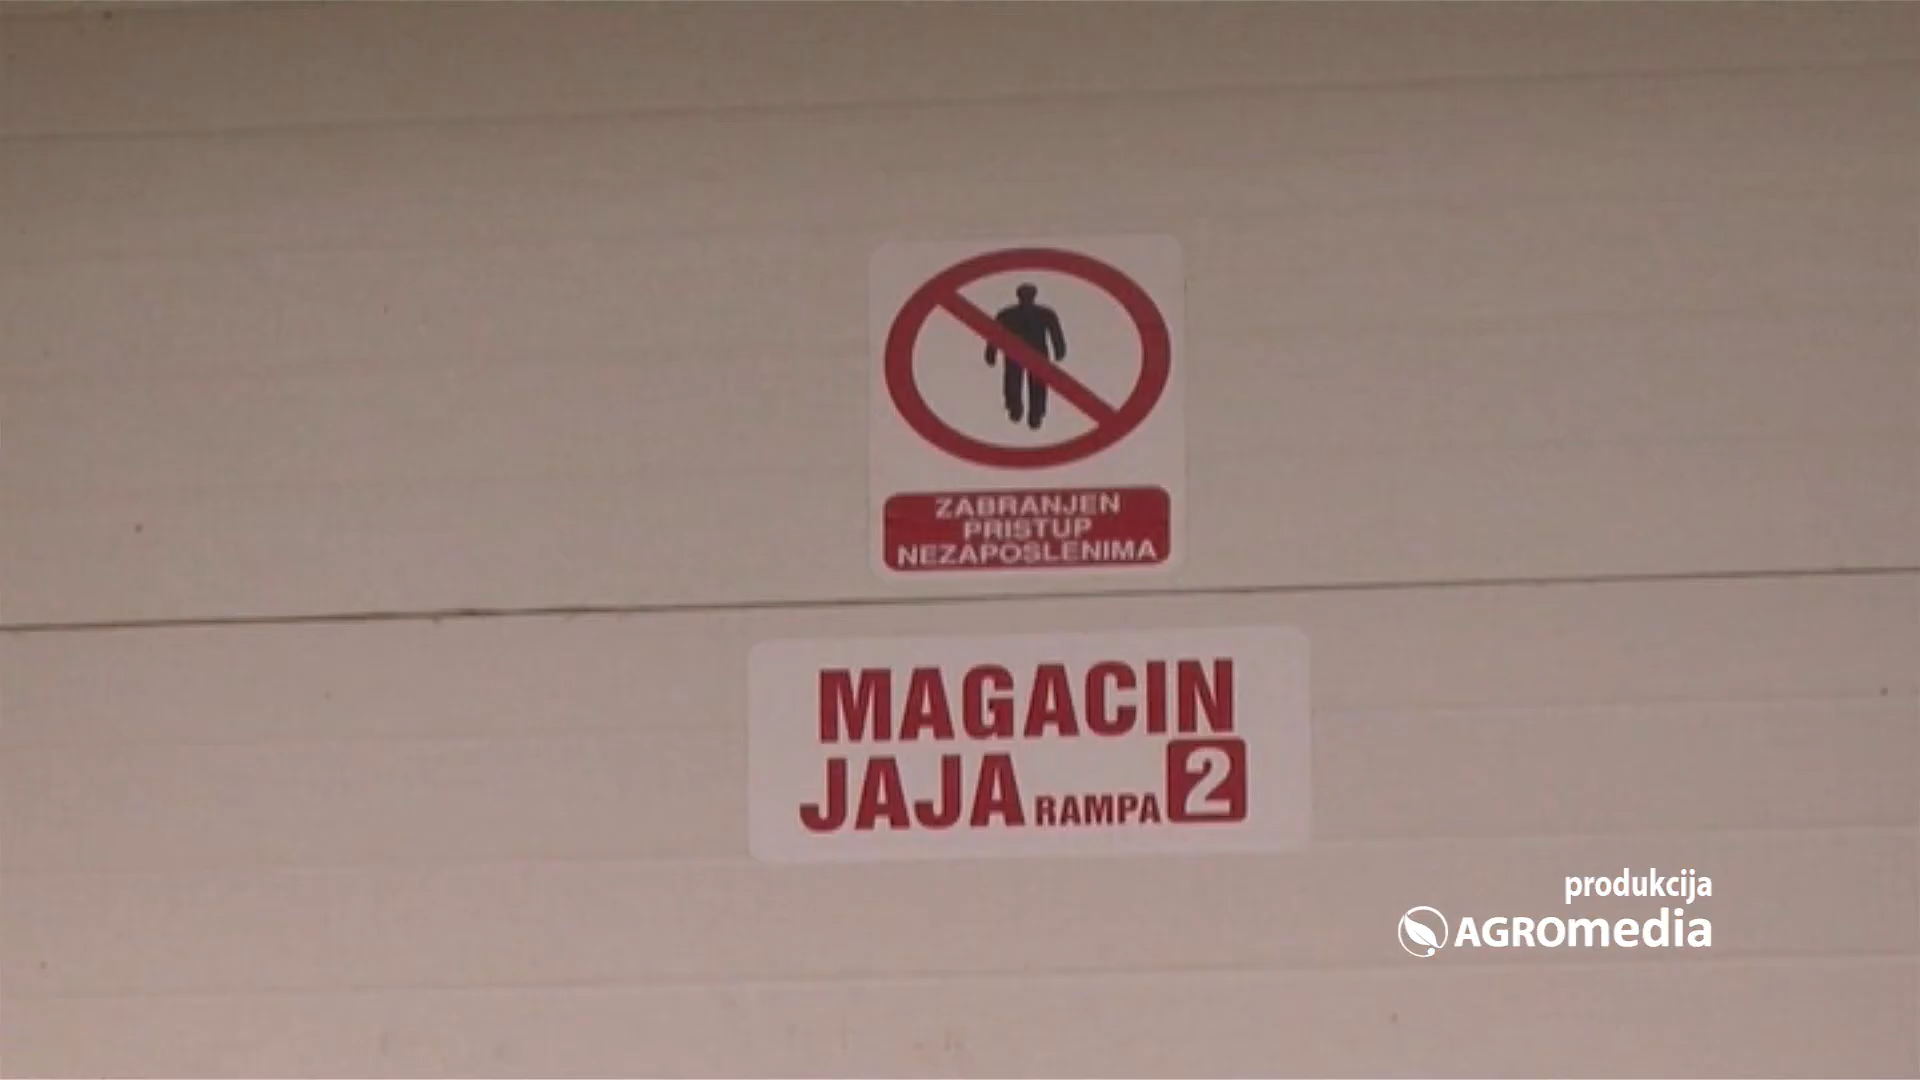 ZABRANJEN
PRISTUP
NEZAPOSLENIMA
MAGACIN
JAJA RAMPA 2
produkcija
AGROmedia